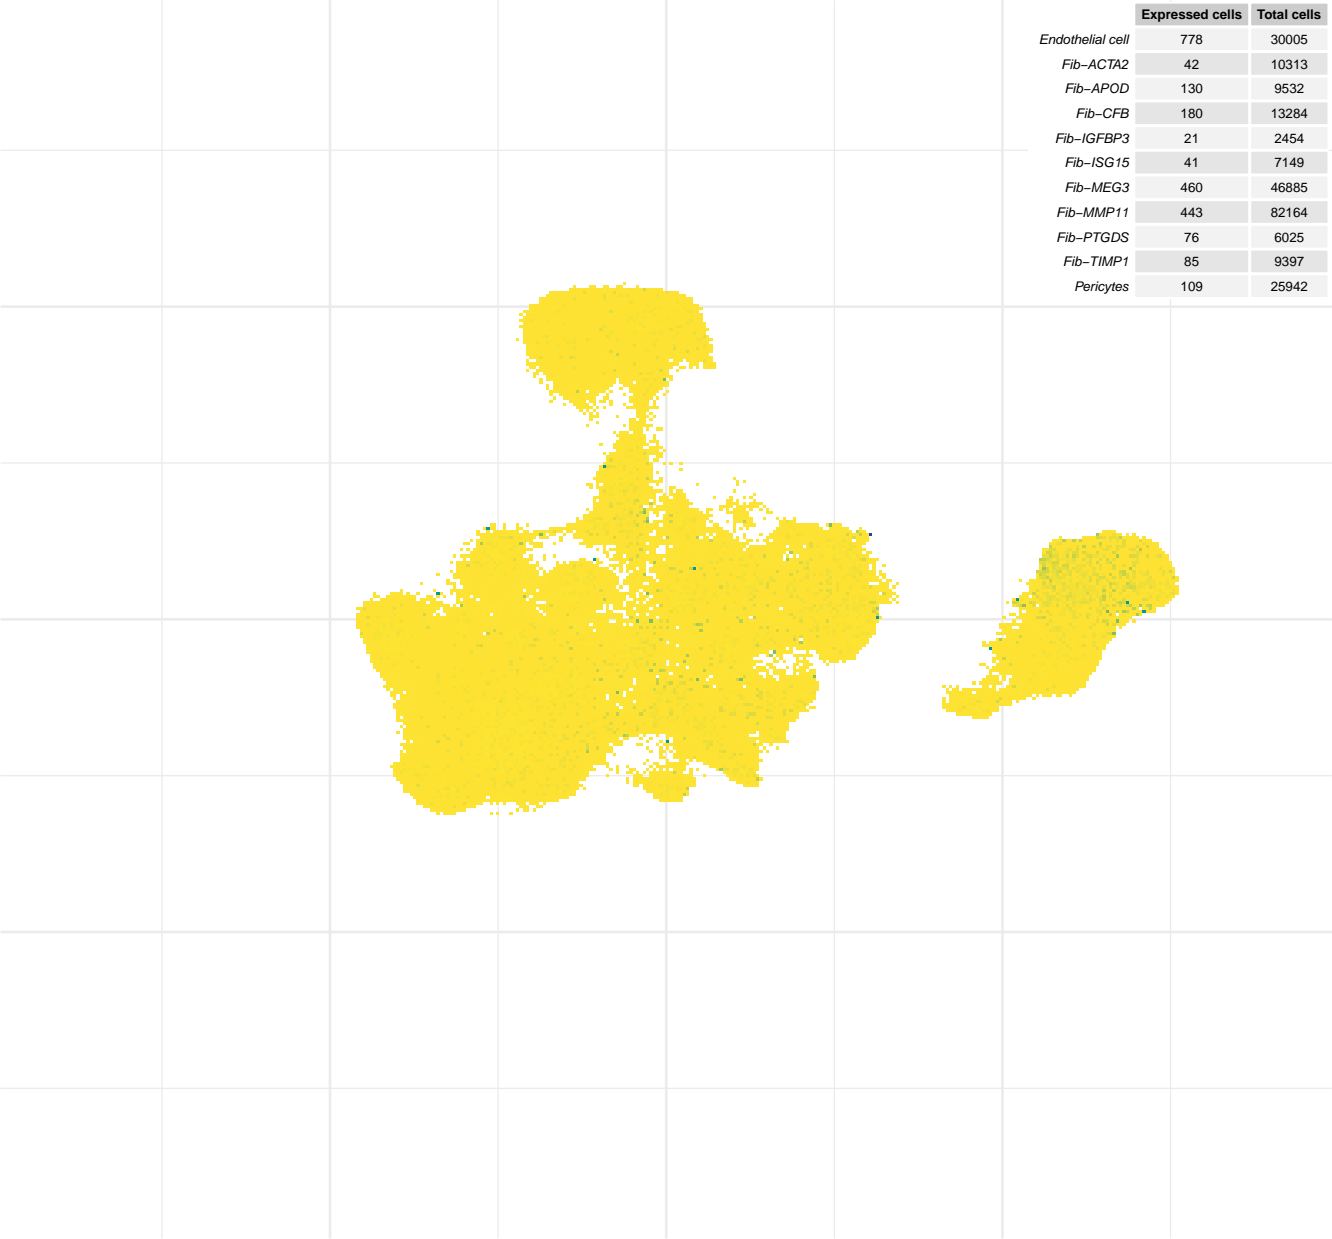 Expressed cells Total cells
Endothelial cell 778 30005
Fib−ACTA2 42 10313
Fib−APOD 130 9532
Fib−CFB 180 13284
Fib−IGFBP3 21 2454
Fib−ISG15 41 7149
Fib−MEG3 460 46885
Fib−MMP11 443 82164
Fib−PTGDS 76 6025
Fib−TIMP1 85 9397
Pericytes 109 25942